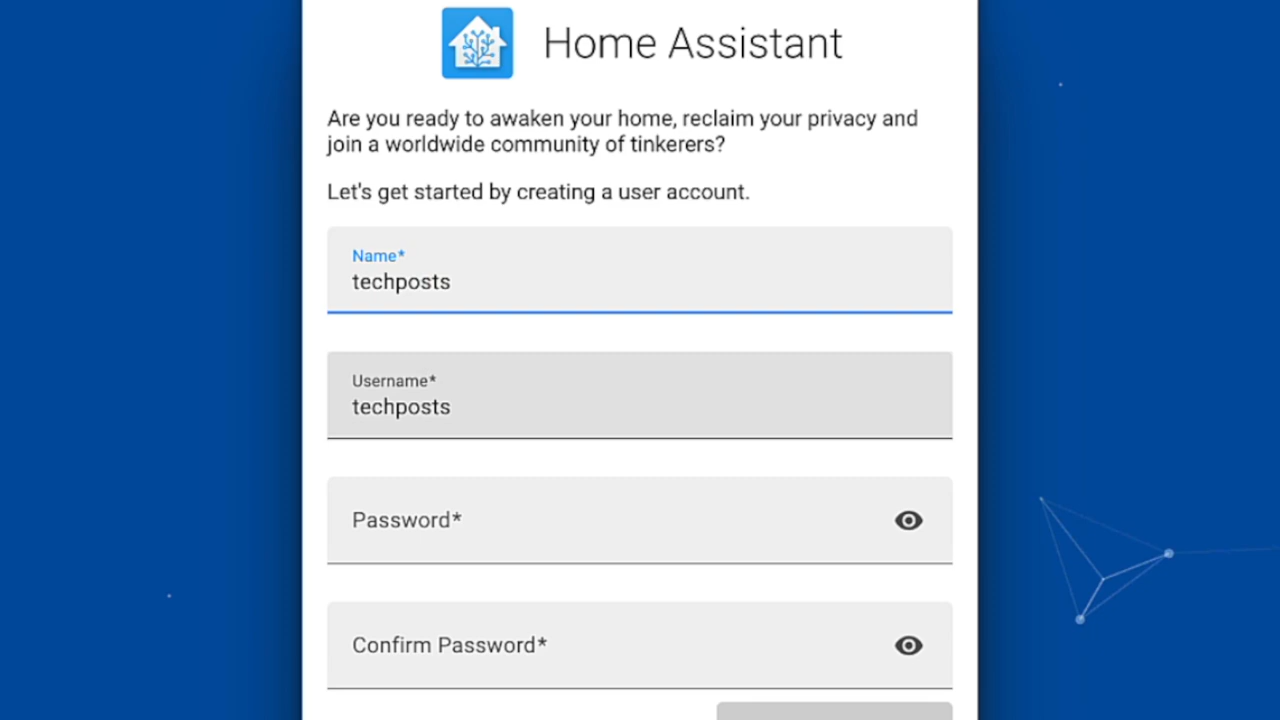 Home Assistant
Are you ready to awaken your home, reclaim your privacy and
join a worldwide community of tinkerers?
Let's get started by creating a user account.
Name*
techposts
Username*
techposts
Password*
Confirm Password*